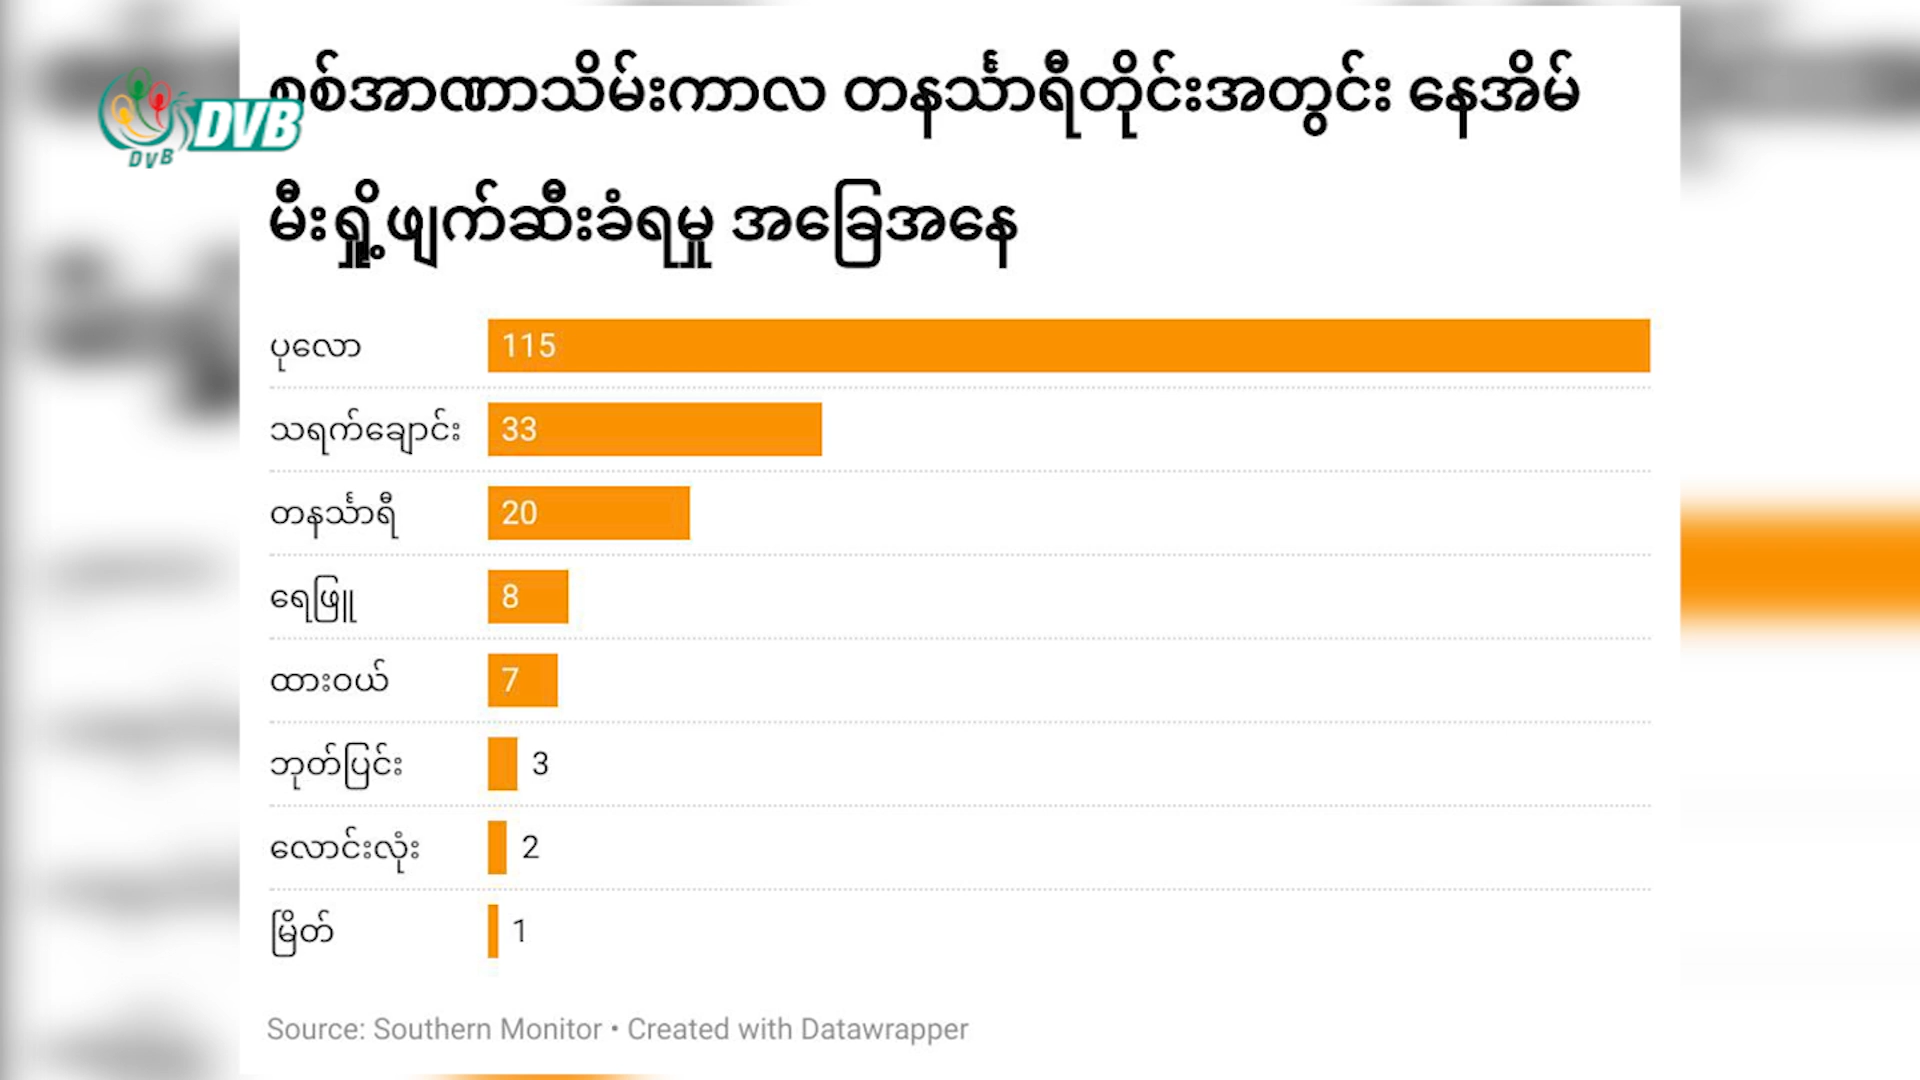 စစ်အာဏာသိမ်းကာလ တနင်္သာရီတိုင်းအတွင်း နေအိမ်
မီးရှို့ဖျက်ဆီးခံရမှု အခြေအနေ
DVB
DVB
ပုလော 115
သရက်ချောင်း 33
တနင်္သာရီ 20
ရေဖြူ 8
ထားဝယ် 7
ဘုတ်ပြင်း 3
လောင်းလုံး 2
မြိတ် 1
Source: Southern Monitor • Created with Datawrapper